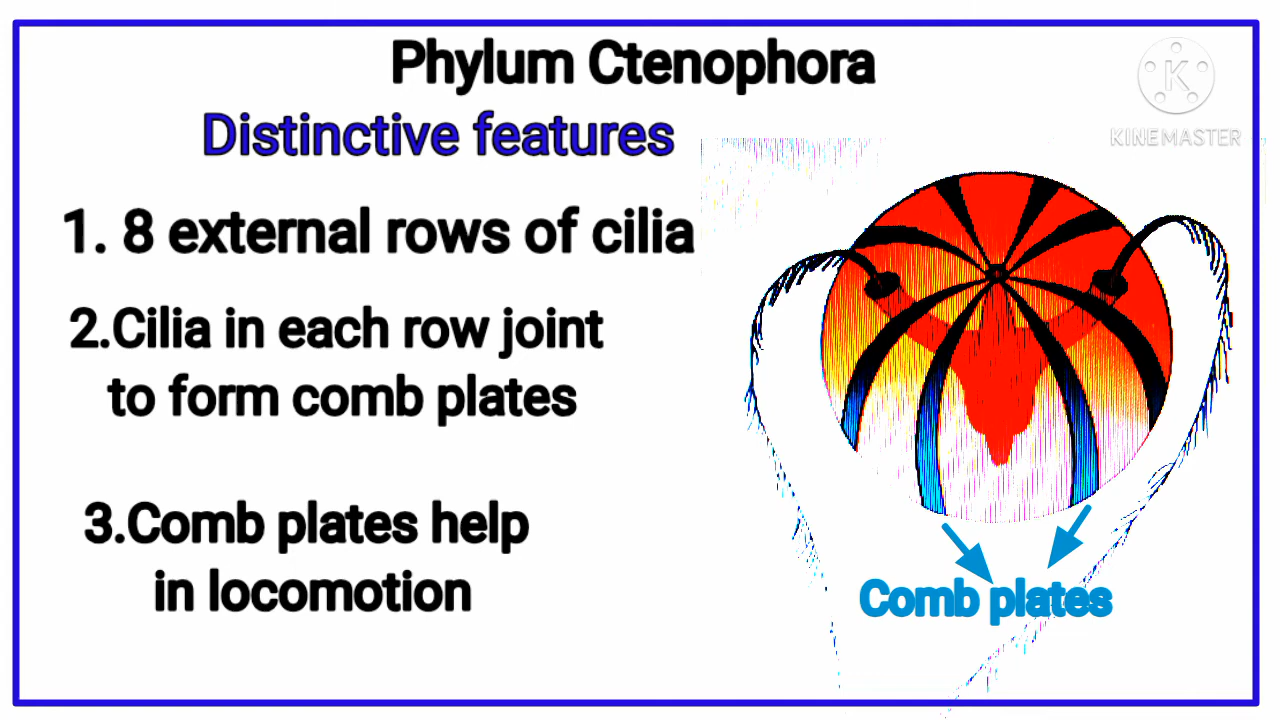 Phylum Ctenophora
KINEMASTER
Distinctive features
1. 8 external rows of cilia
2.Cilia in each row joint
to form comb plates
3.Comb plates help
in locomotion
Comb plates